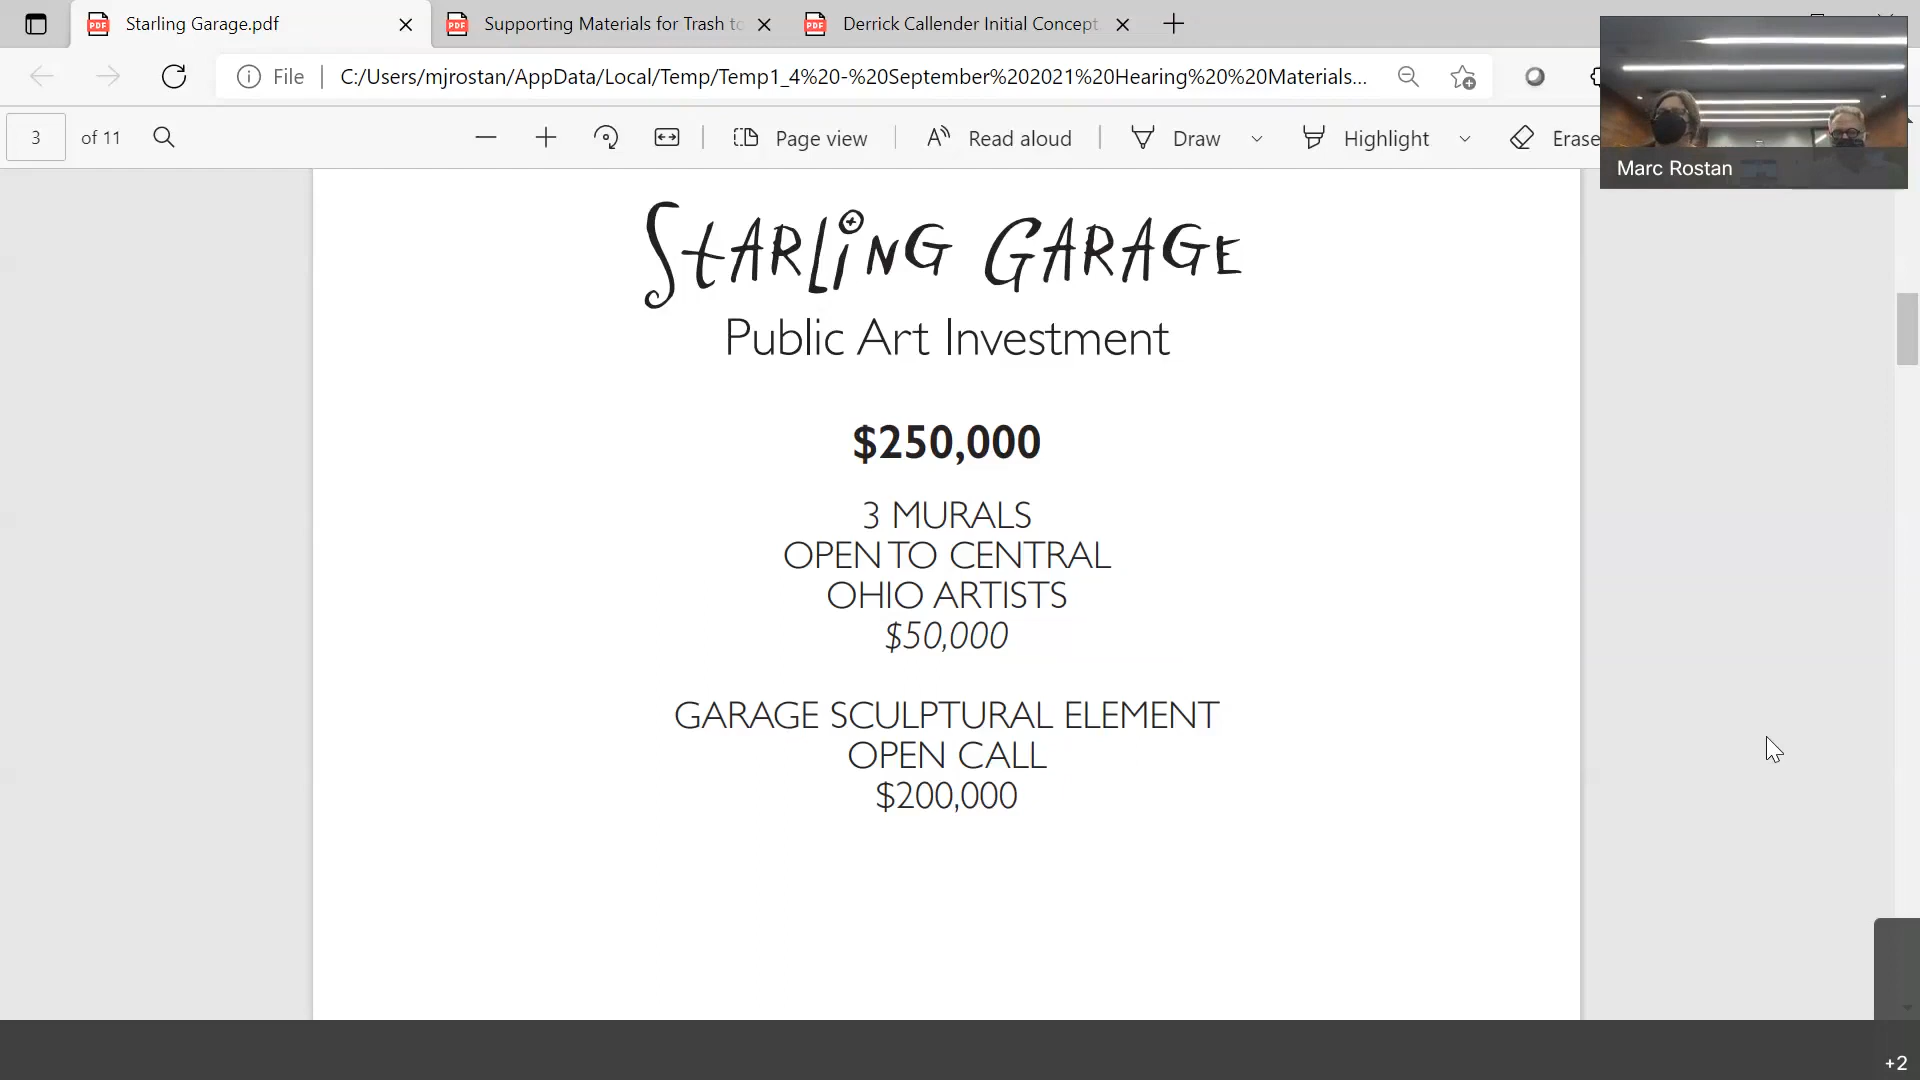 Starling Garage.pdf
Supporting Materials for Trash to
Derrick Callender Initial Concept
File
C:/Users/mjrostan/AppData/Local/Temp/Temp1_4%20-%20September%202021%20Hearing%20%20Materials...
3 of 11
Page view
Read aloud
Draw
Highlight
Erase
Marc Rostan
STARLING GARAGE
Public Art Investment
$250,000
3 MURALS
OPEN TO CENTRAL
OHIO ARTISTS
$50,000
GARAGE SCULPTURAL ELEMENT
OPEN CALL
$200,000
+2